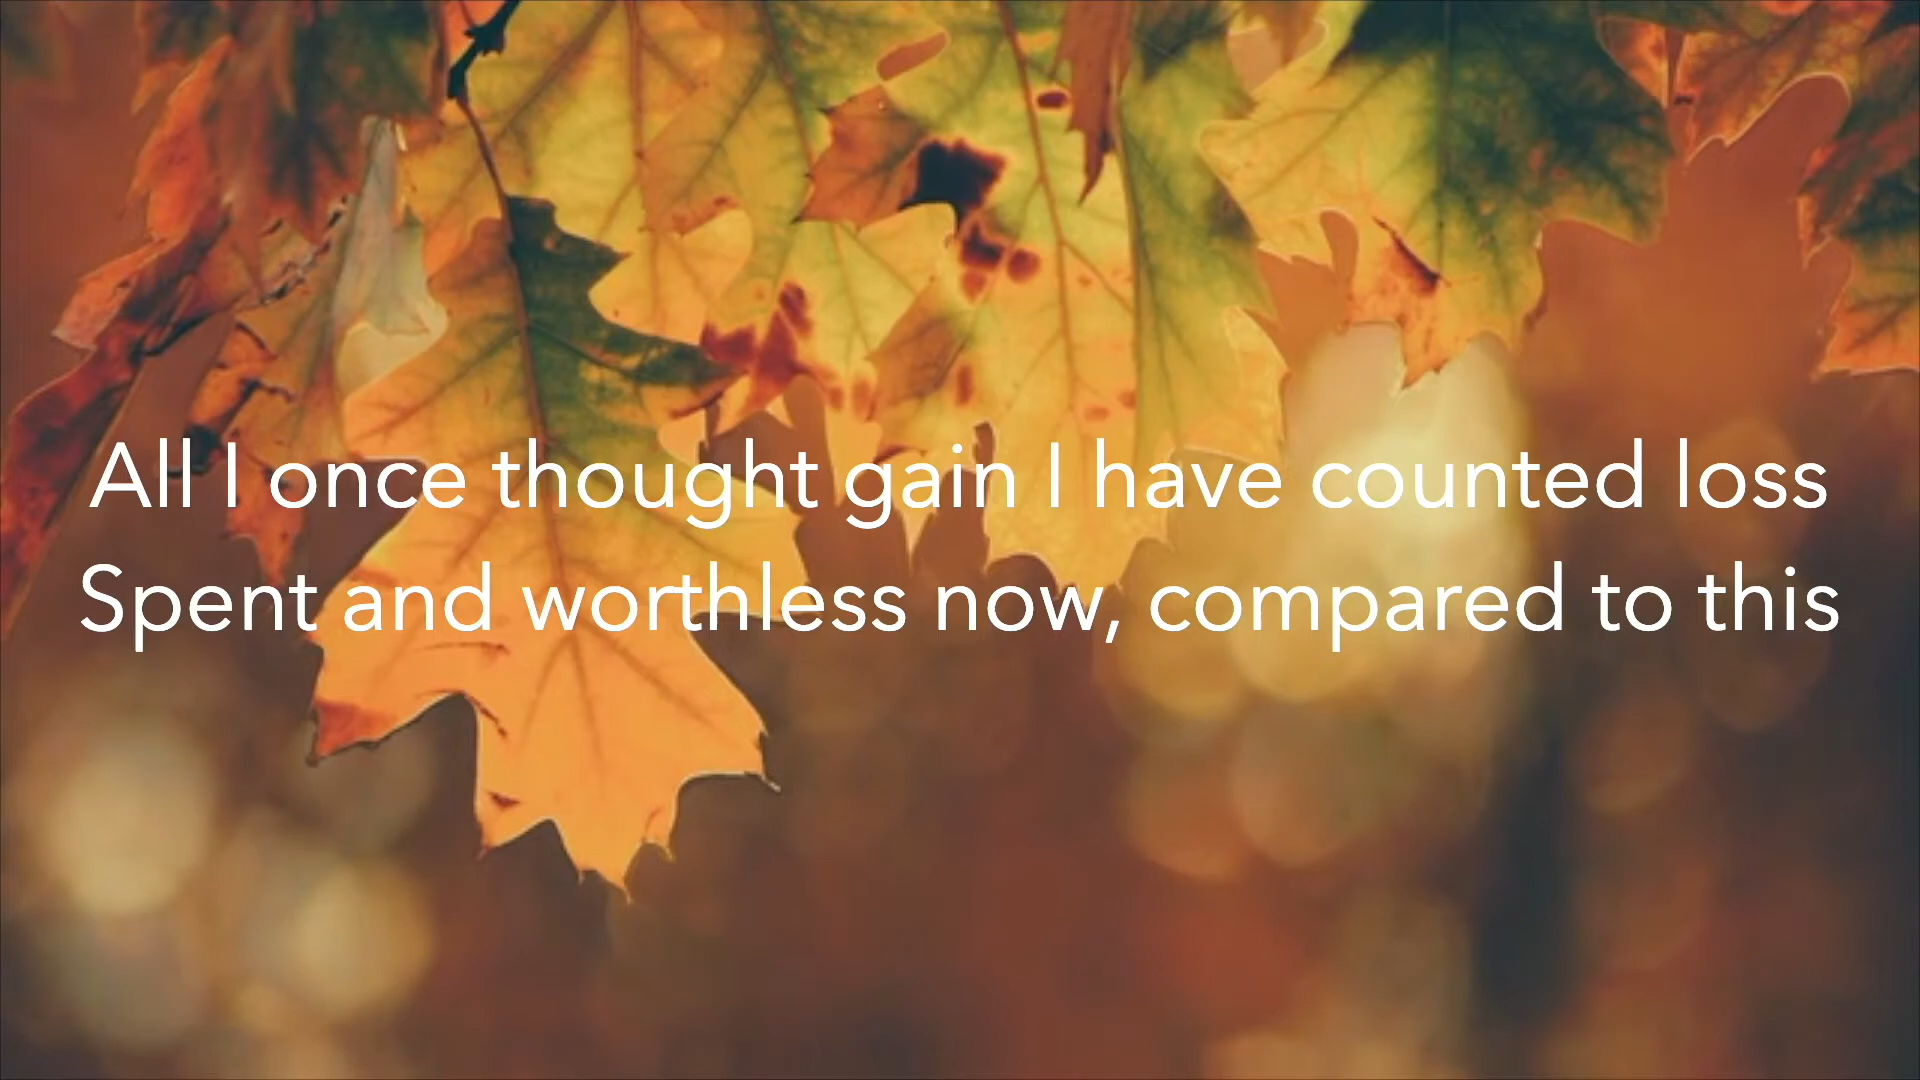 All I once thought gain I have counted loss
Spent and worthless now, compared to this